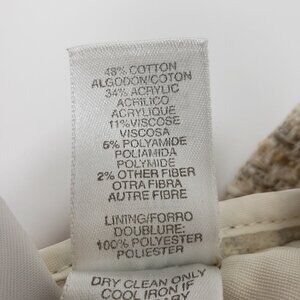 48% COTTON
ALGODON/COTON
34% ACRYLIC
ACRILICO
ACRYLIQUE
11% VISCOSE
VISCOSA
5% POLYAMIDE
POLIAMIDA
POLYMIDE
2% OTHER FIBER
OTRA FIBRA
AUTRE FIBRE
LINING/FORRO
DOUBLURE:
100% POLYESTER
POLIESTER
DRY CLEAN ONLY
COOL IRON IF